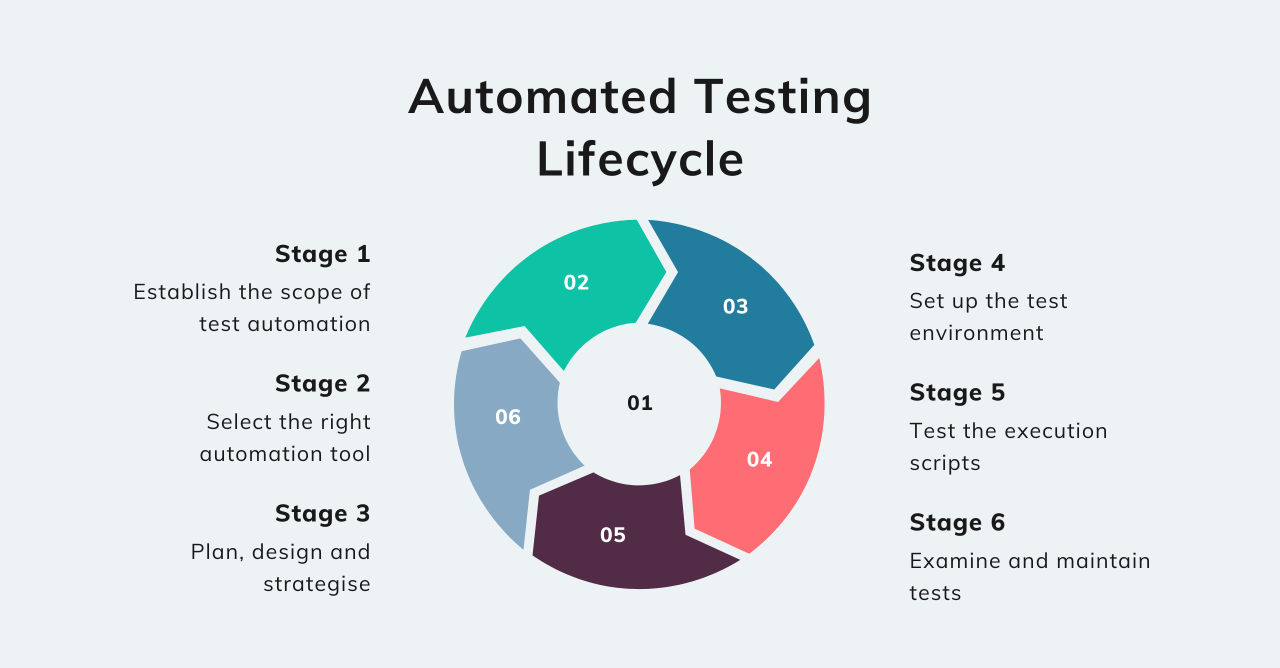 Automated Testing
Lifecycle
Stage 1
Establish the scope of
test automation
Stage 2
Select the right
automation tool
Stage 3
Plan, design and
strategise
02
03
01
06
04
05
Stage 4
Set up the test
environment
Stage 5
Test the execution
scripts
Stage 6
Examine and maintain
tests